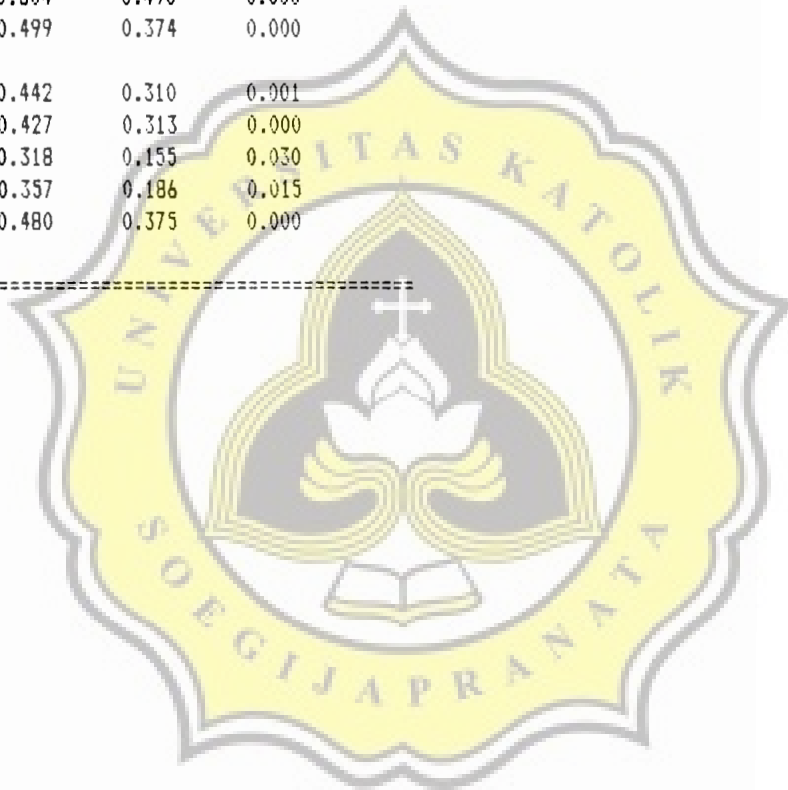 0.499 0.374 0.000
0.442 0.310 0.001
0.427 0.313 0.000
0.318 0.155 0.030
0.357 0.186 0.015
0.480 0.375 0.000
================================
UNIVERSITAS KATOLIK
SOEGIJAPRANATA